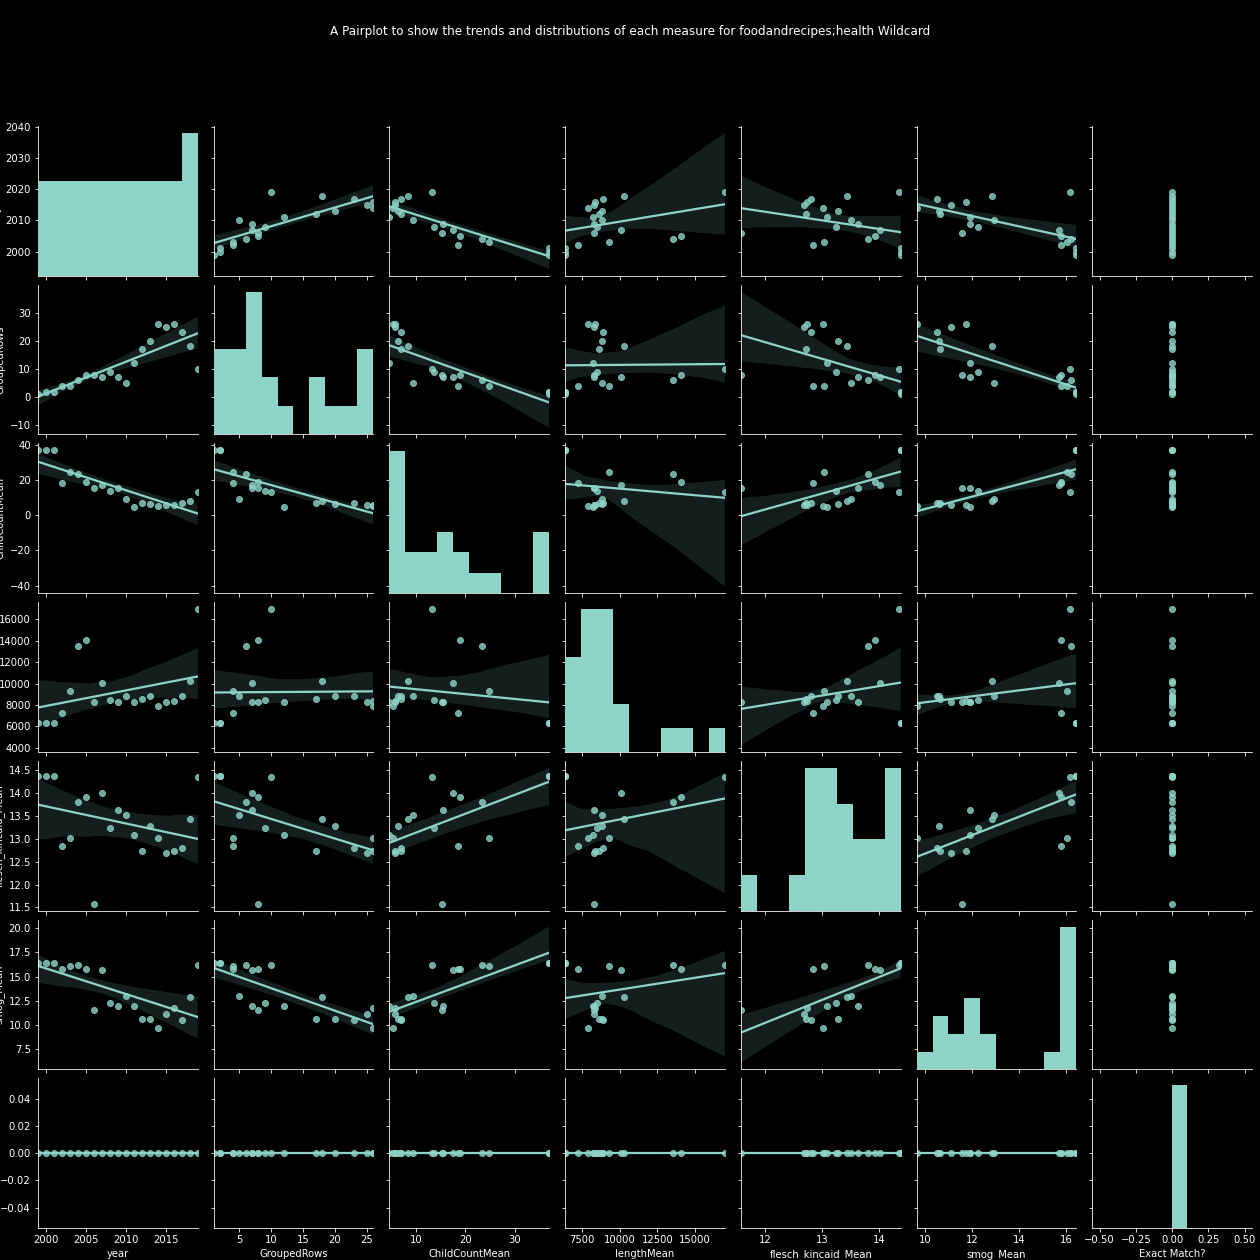 A Pairplot to show the trends and distributions of each measure for foodandrecipes;health Wildcard
2040
2030
2020
2010
2000
30
20
10
0
−10
GroupedRows
40
20
0
−20
−40
ChildCountMean
16000
14000
12000
10000
8000
6000
4000
14.5
14.0
13.5
13.0
12.5
12.0
11.5
flesch_kincaid_Mean
20.0
17.5
15.0
12.5
10.0
7.5
smog_Mean
0.04
0.02
0.00
−0.02
−0.04
2000 2005 2010 2015
5 10 15 20 25
10 20 30
7500 10000 12500 15000
12 13 14
10 12 14 16
−0.50 −0.25 0.00 0.25 0.50
year
GroupedRows
ChildCountMean
lengthMean
flesch_kincaid_Mean
smog_Mean
Exact Match?